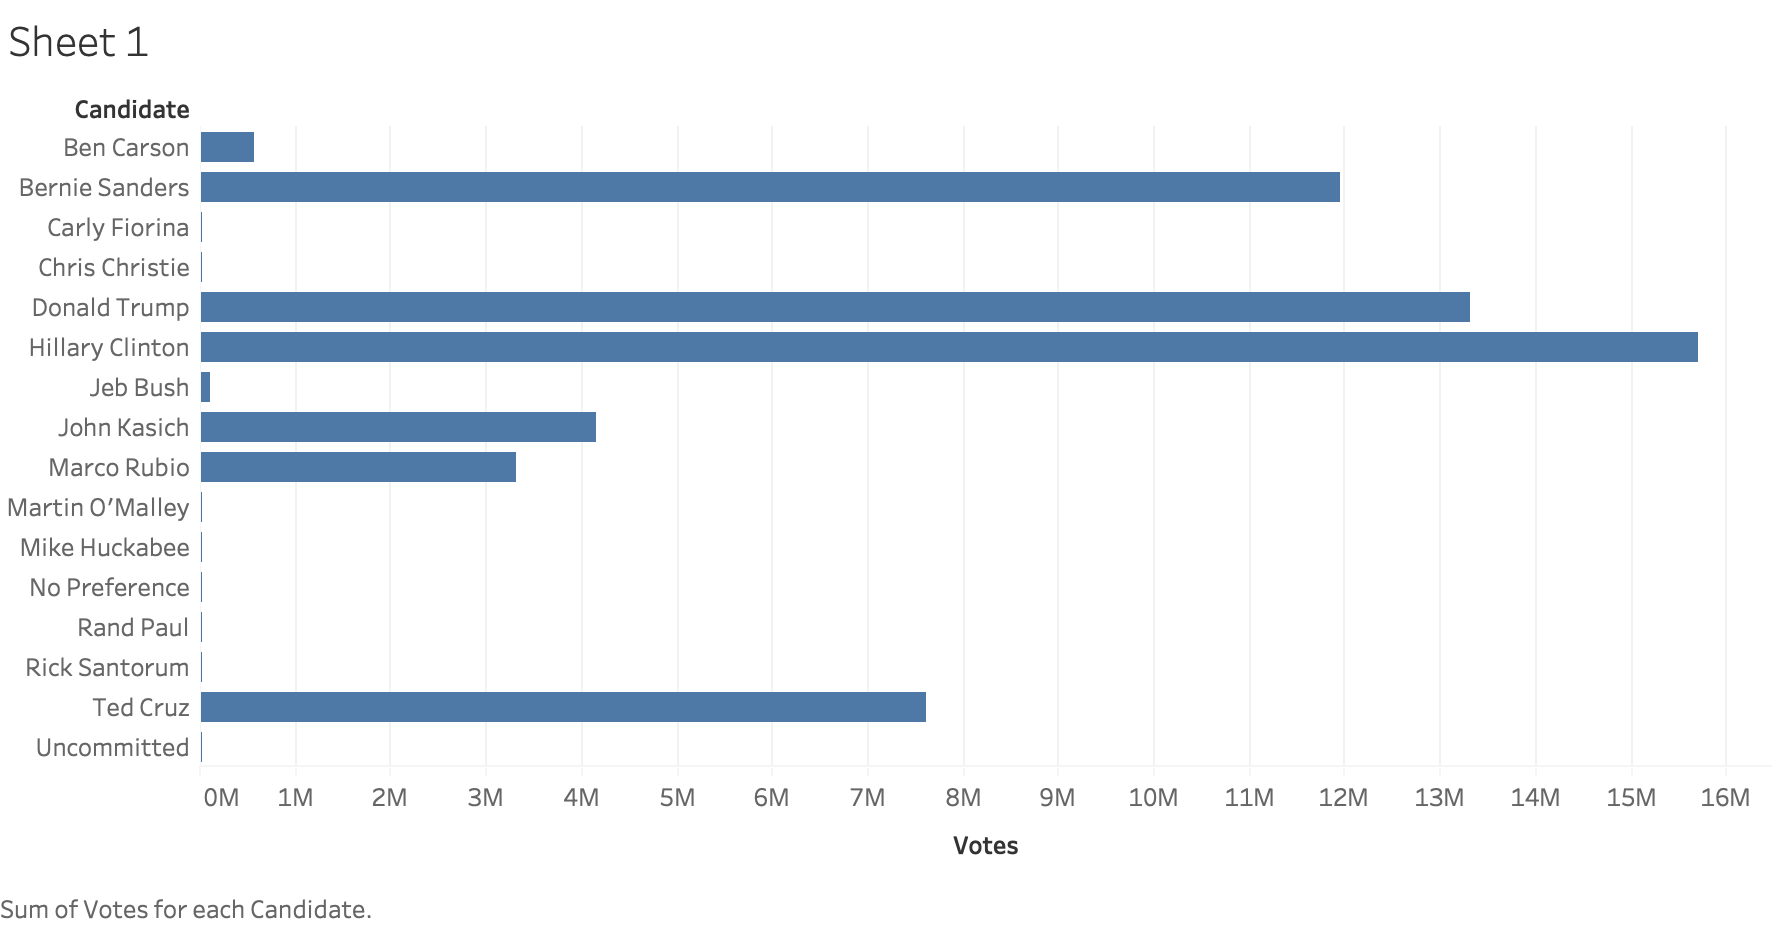 Sheet 1
Candidate
Ben Carson
Bernie Sanders
Carly Fiorina
Chris Christie
Donald Trump
Hillary Clinton
Jeb Bush
John Kasich
Marco Rubio
Martin O’Malley
Mike Huckabee
No Preference
Rand Paul
Rick Santorum
Ted Cruz
Uncommitted
0M 1M 2M 3M 4M 5M 6M 7M 8M 9M 10M 11M 12M 13M 14M 15M 16M
Votes
Sum of Votes for each Candidate.